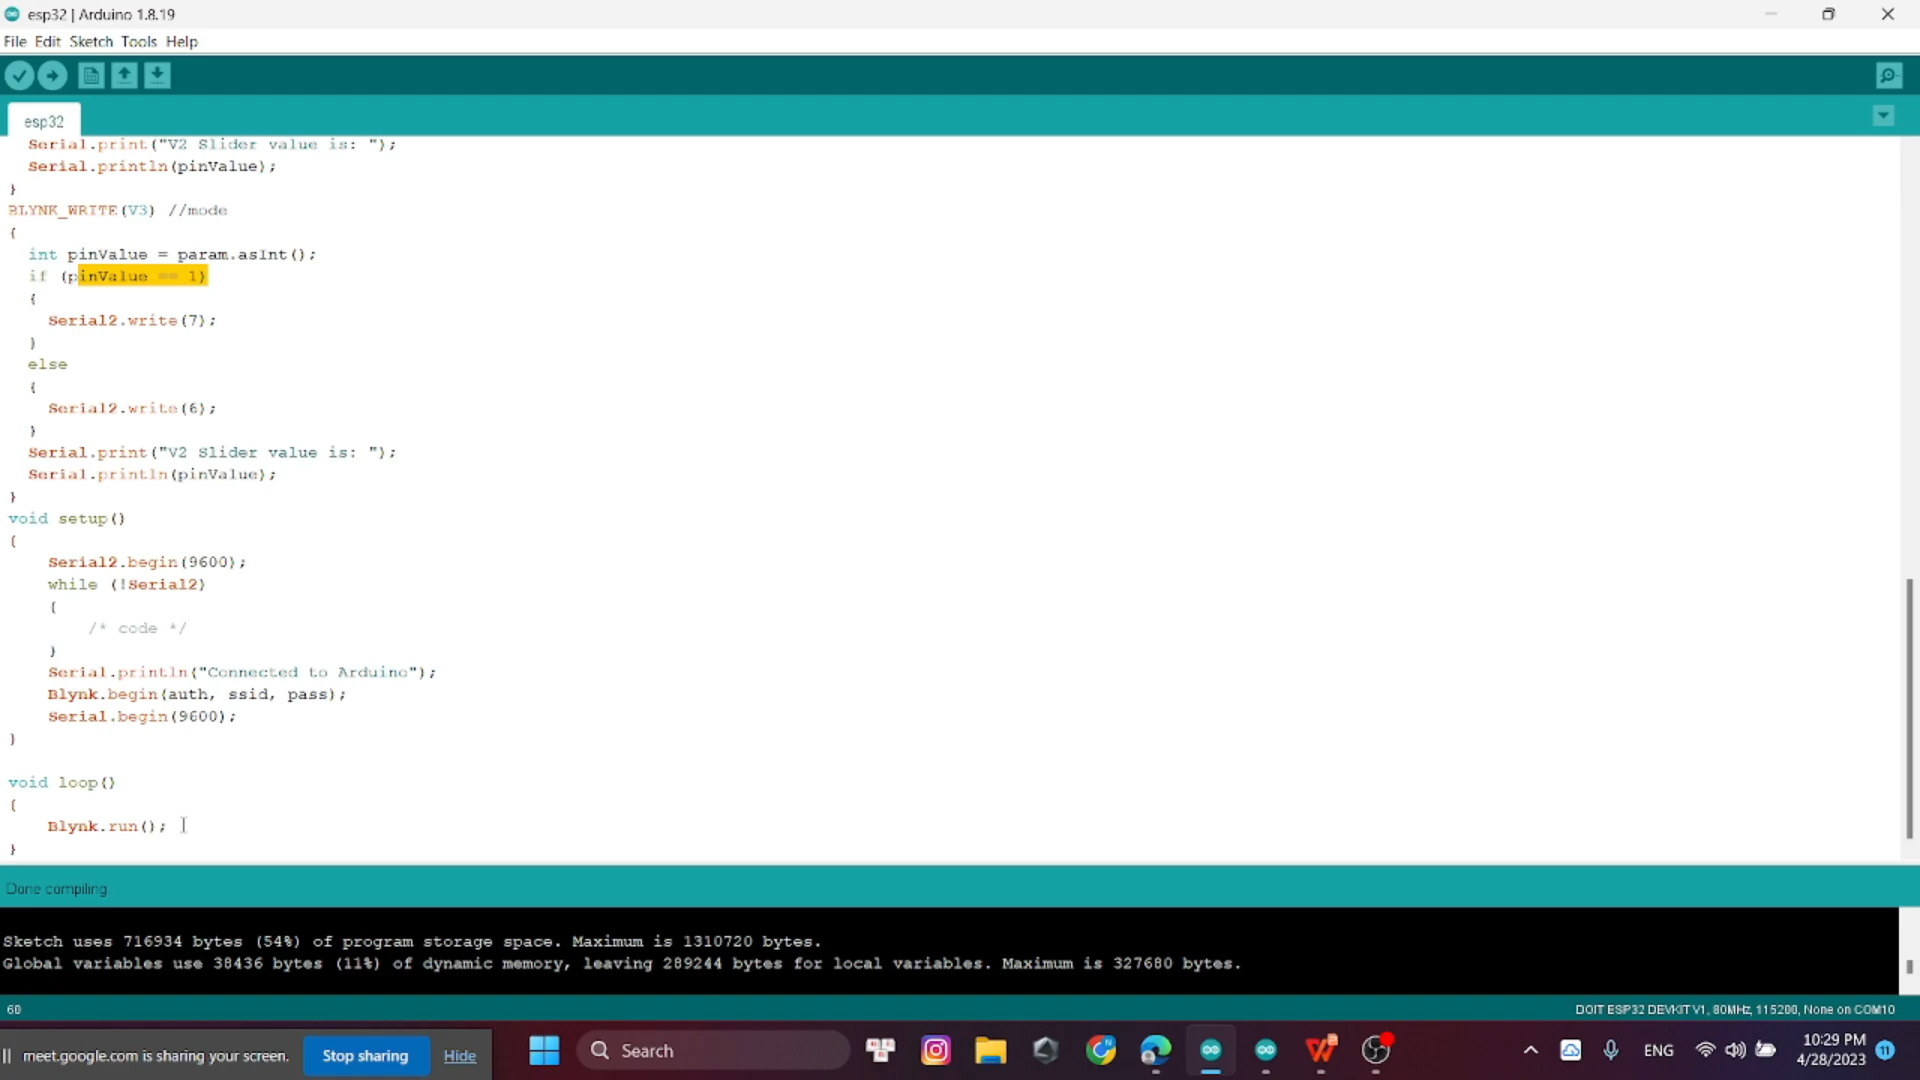 esp32 | Arduino 1.8.19
File Edit Sketch Tools Help
esp32
Serial.print("V2 Slider value is: ");
Serial.println(pinValue);
}
BLYNK_WRITE(V3) //mode
{
int pinValue = param.asInt();
if (pinValue == 1)
{
Serial2.write(7);
}
else
{
Serial2.write(6);
}
Serial.print("V2 Slider value is: ");
Serial.println(pinValue);
}
void setup()
{
Serial2.begin(9600);
while (!Serial2)
{
/* code */
}
Serial.println("Connected to Arduino");
Blynk.begin(auth, ssid, pass);
Serial.begin(9600);
}
void loop()
{
Blynk.run();
}
Done compiling.
Sketch uses 716934 bytes (54%) of program storage space. Maximum is 1310720 bytes.
Global variables use 38436 bytes (11%) of dynamic memory, leaving 289244 bytes for local variables. Maximum is 327680 bytes.
60
DOIT ESP32 DEVKIT V1, 80MHz, 115200, None on COM10
meet.google.com is sharing your screen.
Stop sharing
Hide
Search
ENG
10:29 PM
4/28/2023
11